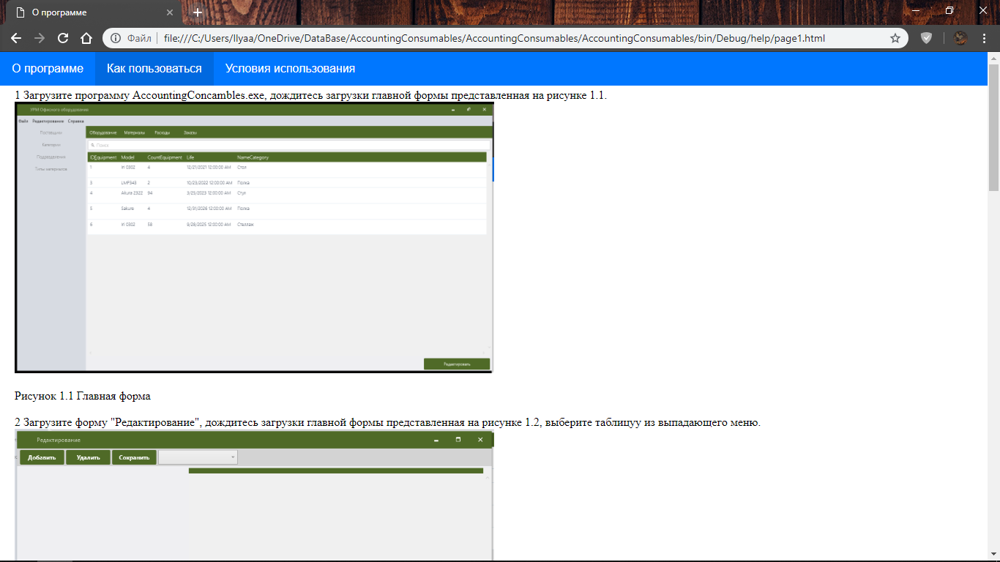 О программе
Файл
file:///C:/Users/Ilyaa/OneDrive/DataBase/AccountingConsumables/AccountingConsumables/AccountingConsumables/bin/Debug/help/page1.html
О программе Как пользоваться Условия использования
1 Загрузите программу AccountingConcambles.exe, дождитесь загрузки главной формы представленная на рисунке 1.1.
УРМ Офисного оборудования
Файл Редактирование Справка
Поставщики
Категории
Подразделения
Типы материалов
Оборудование Материалы Расходы Заказы
Поиск
IDEquipment Model CountEquipment Life NameCategory
1 Iri 0302 4 12/21/2021 12:00:00 AM Стол
3 LMF343 2 10/23/2022 12:00:00 AM Полка
4 Akura 2322 94 3/25/2023 12:00:00 AM Стул
5 Sakura 4 12/31/2026 12:00:00 AM Полка
6 Iri 0302 58 9/28/2025 12:00:00 AM Стеллаж
Редактировать
Рисунок 1.1 Главная форма
2 Загрузите форму "Редактирование", дождитесь загрузки главной формы представленная на рисунке 1.2, выберите таблицуу из выпадающего меню.
Редактирование
Добавить Удалить Сохранить